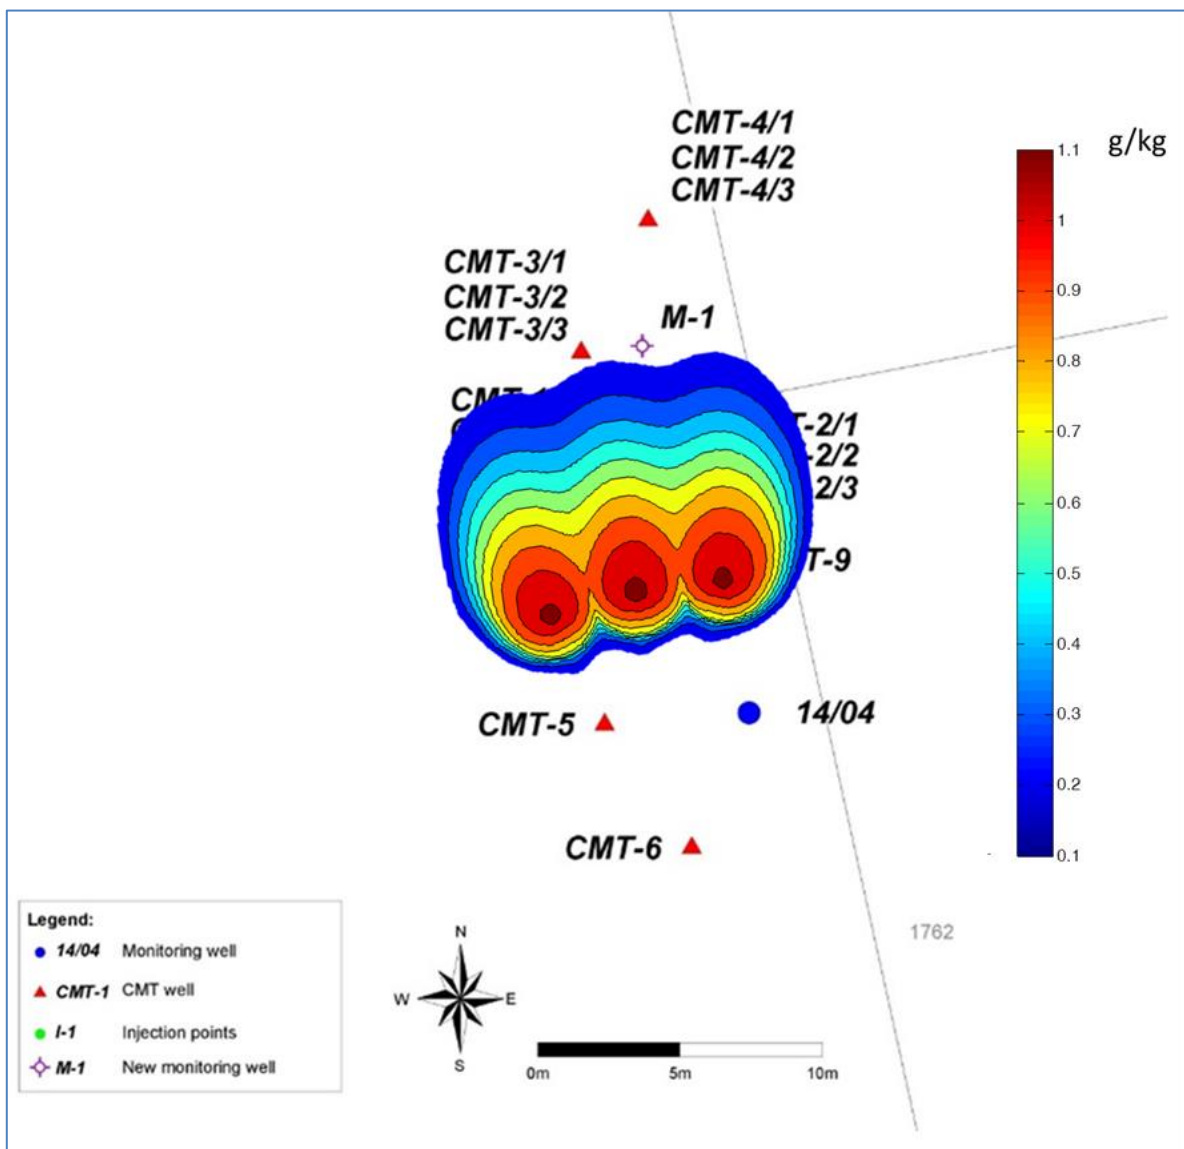 CMT-4/1
CMT-4/2
CMT-4/3
g/kg
CMT-3/1
CMT-3/2
CMT-3/3
M-1
CMT-1
T-2/1
-2/2
2/3
T-9
CMT-5
14/04
CMT-6
1762
1.1
1
0.9
0.8
0.7
0.6
0.5
0.4
0.3
0.2
0.1
Legend:
14/04 Monitoring well
CMT-1 CMT well
I-1 Injection points
M-1 New monitoring well
N
W E
S
0m 5m 10m